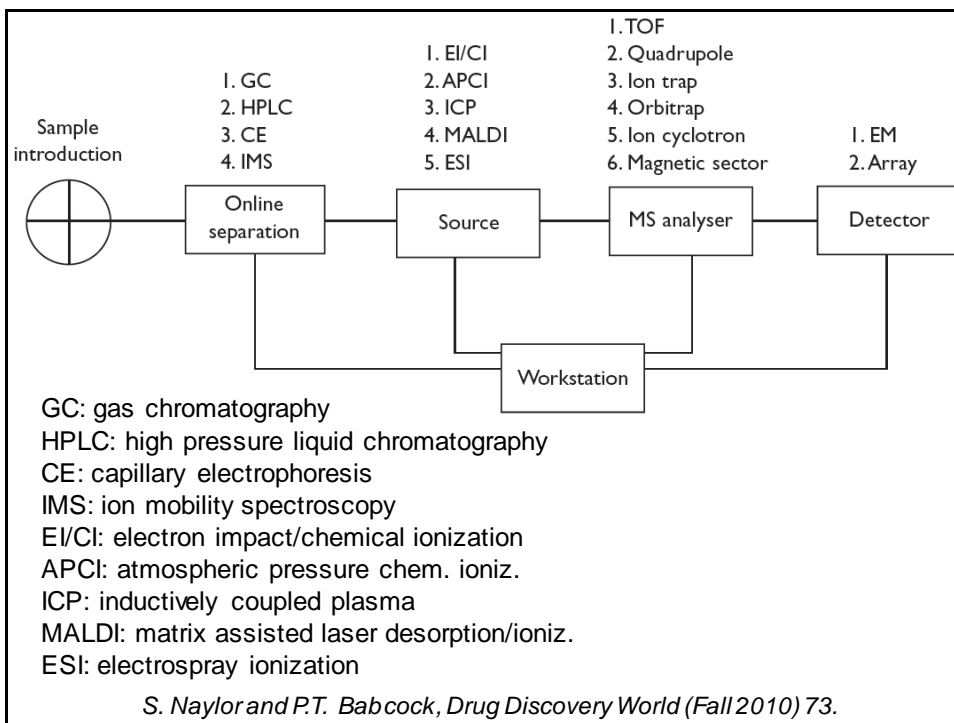 Sample
introduction
1. GC
2. HPLC
3. CE
4. IMS
Online
separation
1. EI/CI
2. APCI
3. ICP
4. MALDI
5. ESI
Source
1. TOF
2. Quadrupole
3. Ion trap
4. Orbitrap
5. Ion cyclotron
6. Magnetic sector
MS analyser
1. EM
2. Array
Detector
Workstation
GC: gas chromatography
HPLC: high pressure liquid chromatography
CE: capillary electrophoresis
IMS: ion mobility spectroscopy
EI/CI: electron impact/chemical ionization
APCI: atmospheric pressure chem. ioniz.
ICP: inductively coupled plasma
MALDI: matrix assisted laser desorption/ioniz.
ESI: electrospray ionization
S. Naylor and P.T. Babcock, Drug Discovery World (Fall 2010) 73.